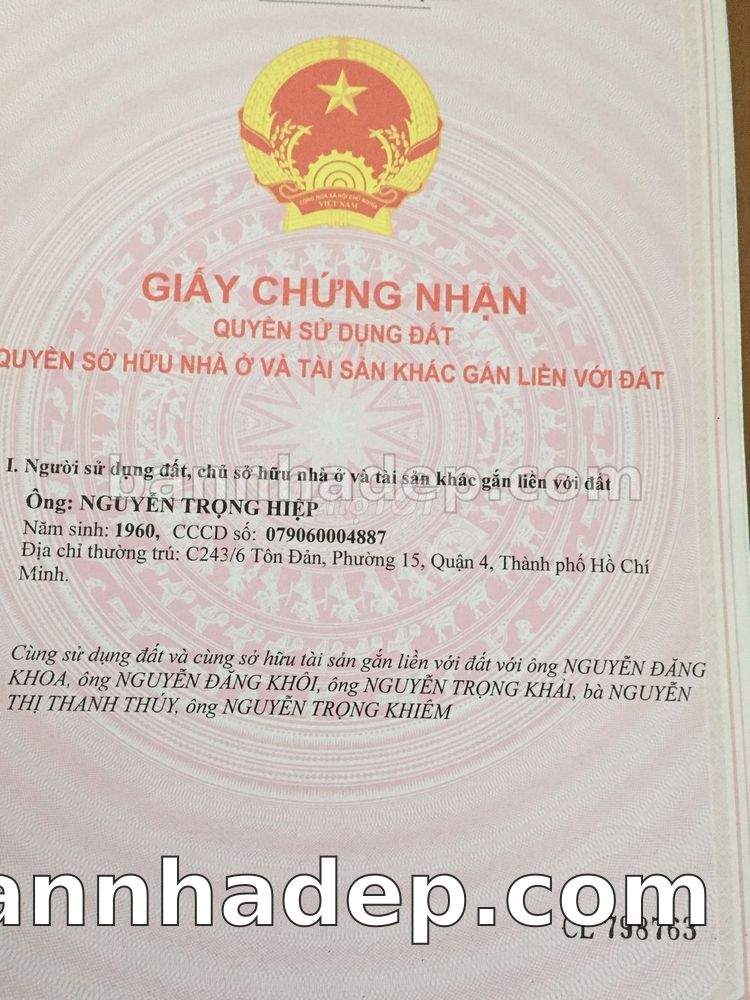 CỘNG HÒA XÃ HỘI CHỦ NGHĨA
VIỆT NAM
GIẤY CHỨNG NHẬN
QUYỀN SỬ DỤNG ĐẤT
QUYỀN SỞ HỮU NHÀ Ở VÀ TÀI SẢN KHÁC GẮN LIỀN VỚI ĐẤT
I. Người sử dụng đất, chủ sở hữu nhà ở và tài sản khác gắn liền với đất
bannhadep.com
Ông: NGUYỄN TRỌNG HIỆP
Năm sinh: 1960, CCCD số: 079060004887
Địa chỉ thường trú: C243/6 Tôn Đản, Phường 15, Quận 4, Thành phố Hồ Chí
Minh.
Cùng sử dụng đất và cùng sở hữu tài sản gắn liền với đất với ông NGUYỄN ĐĂNG
KHOA, ông NGUYỄN ĐĂNG KHÔI, ông NGUYỄN TRỌNG KHẢI, bà NGUYỄN
THỊ THANH THÚY, ông NGUYỄN TRỌNG KHIÊM
annhadep.com
CL 798763